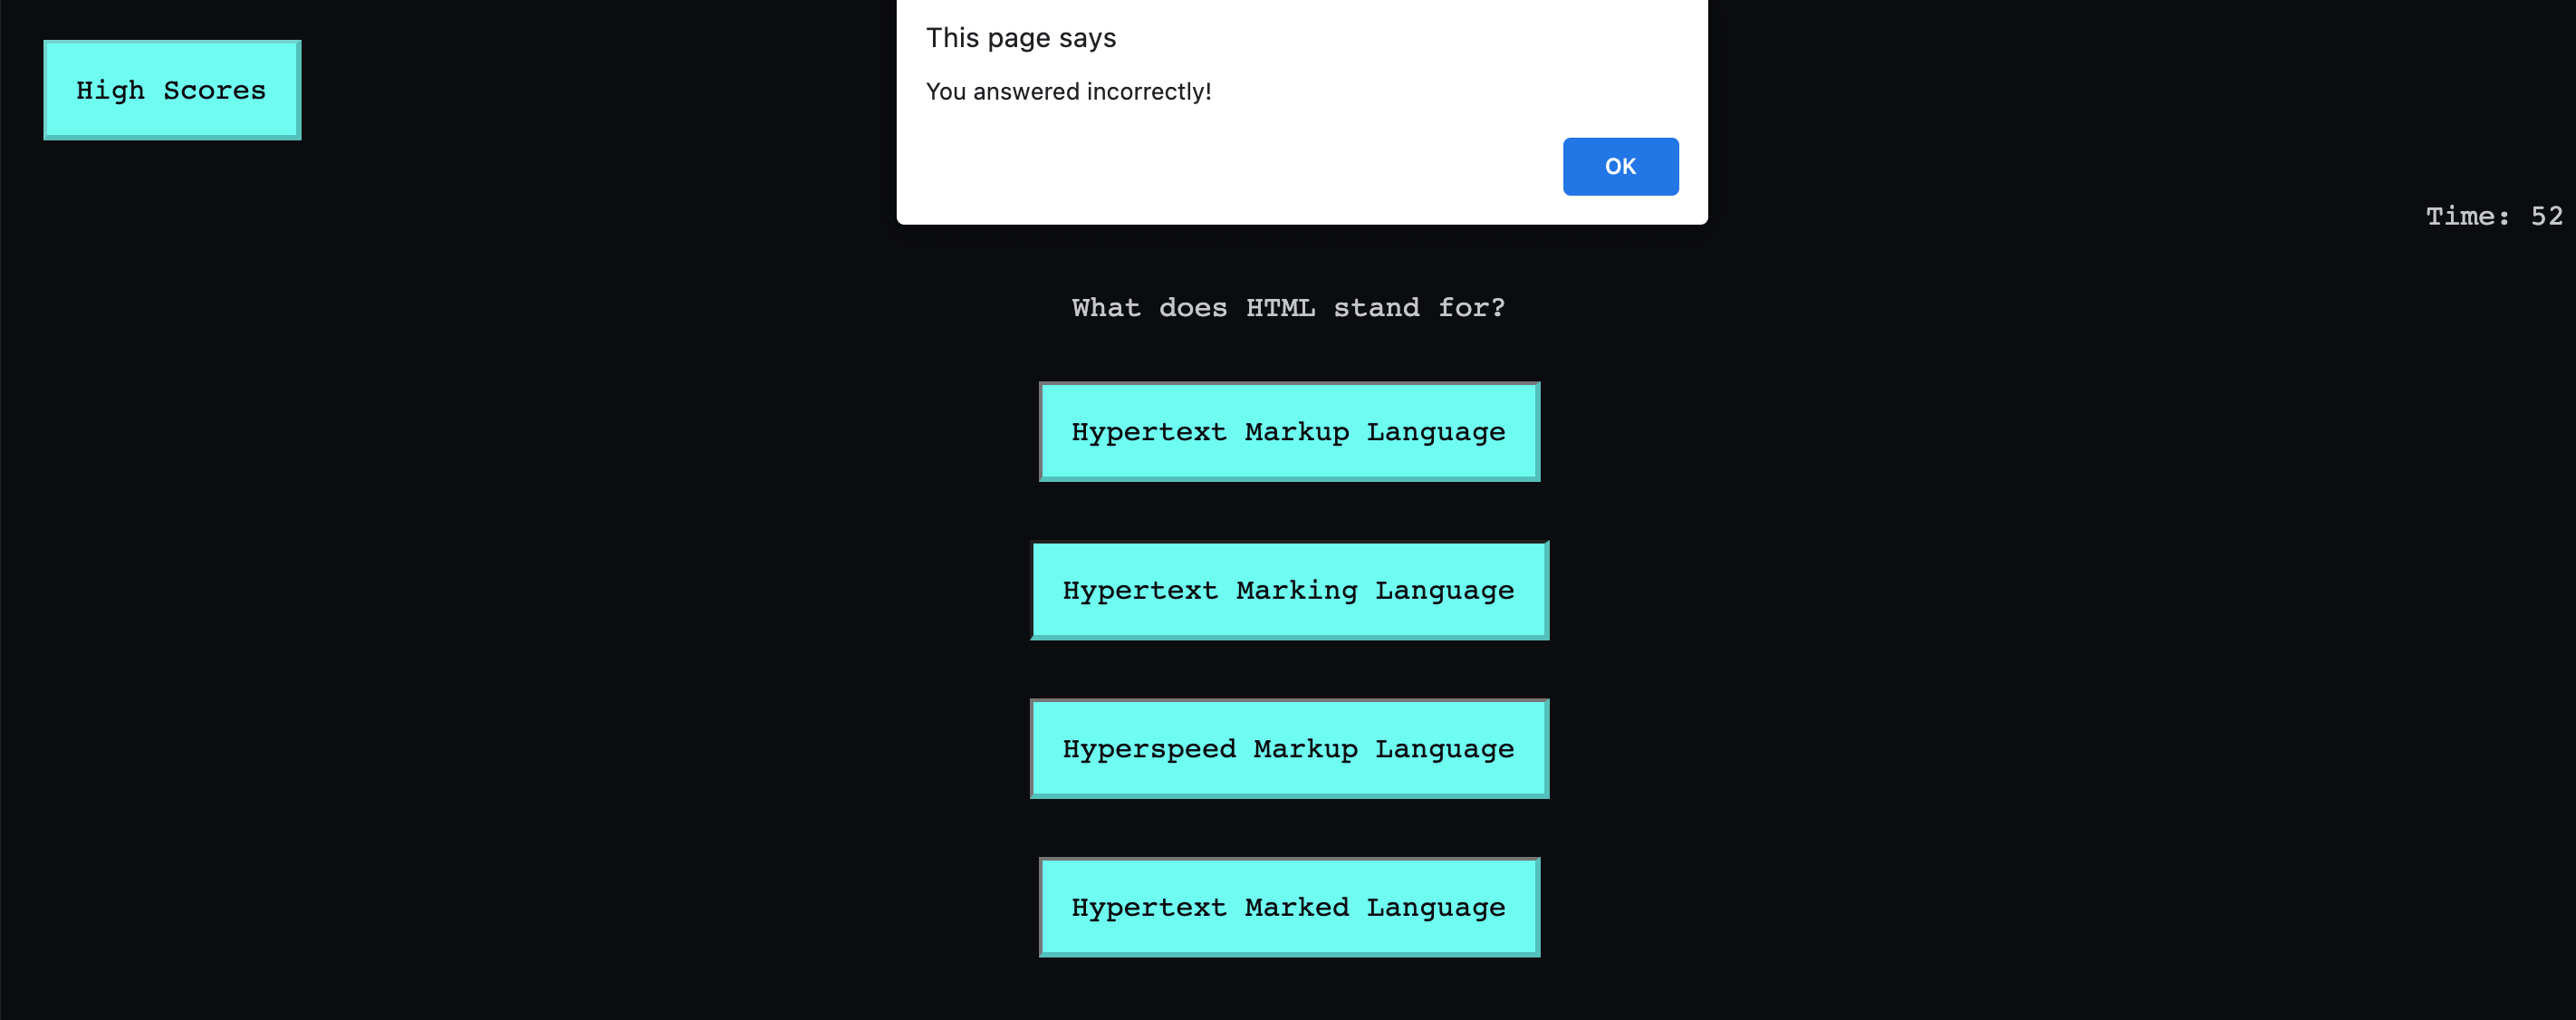 High Scores
This page says
You answered incorrectly!
OK
Time: 52
What does HTML stand for?
Hypertext Markup Language
Hypertext Marking Language
Hyperspeed Markup Language
Hypertext Marked Language